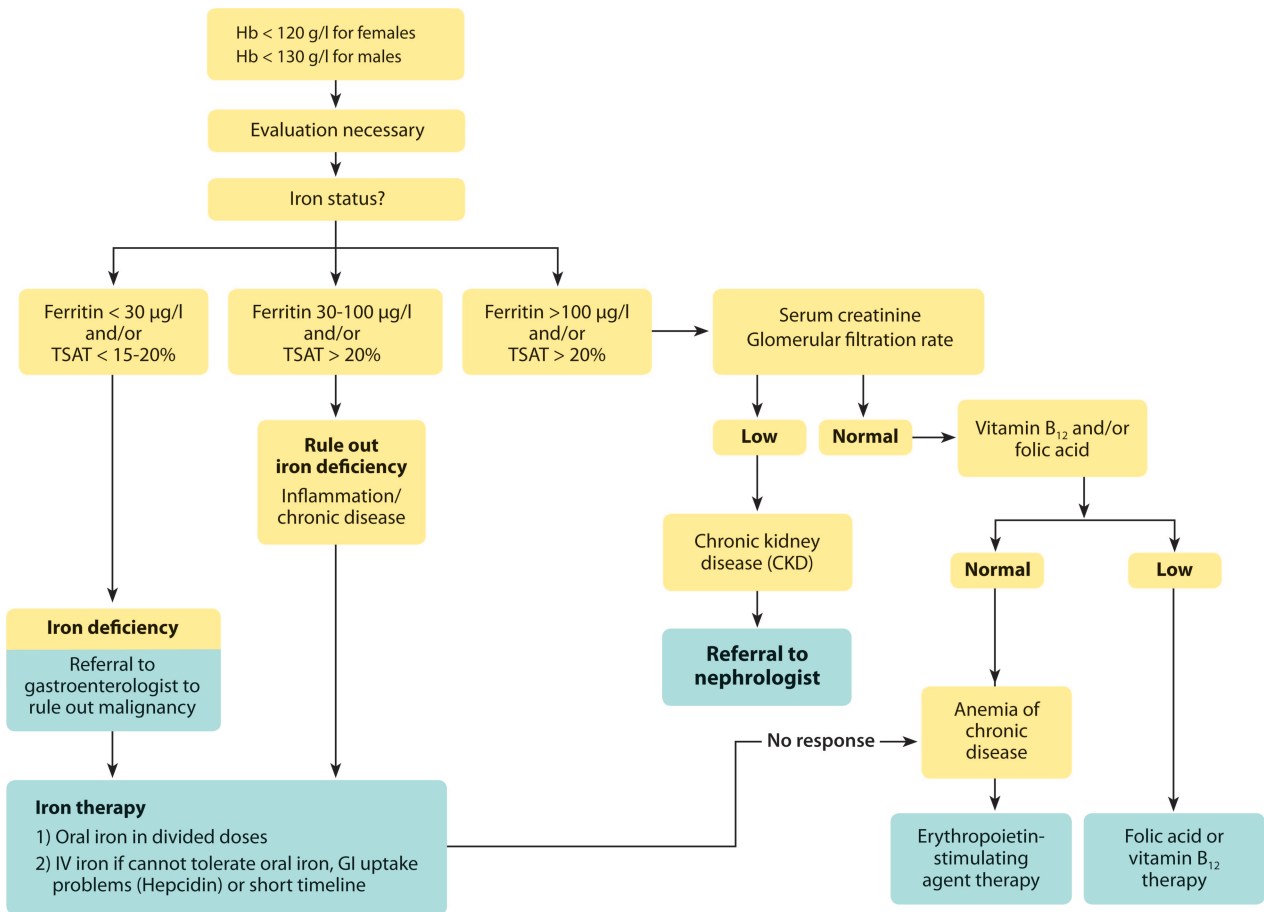 Hb < 120 g/l for females
Hb < 130 g/l for males
Evaluation necessary
Iron status?
Ferritin < 30 µg/l
and/or
TSAT < 15-20%
Ferritin 30-100 µg/l
and/or
TSAT > 20%
Ferritin >100 µg/l
and/or
TSAT > 20%
Serum creatinine
Glomerular filtration rate
Low
Normal
Vitamin B₁₂ and/or
folic acid
Rule out
iron deficiency
Inflammation/
chronic disease
Chronic kidney
disease (CKD)
Normal
Low
Iron deficiency
Referral to
gastroenterologist to
rule out malignancy
Referral to
nephrologist
Anemia of
chronic
disease
No response
Iron therapy
1) Oral iron in divided doses
2) IV iron if cannot tolerate oral iron, GI uptake
problems (Hepcidin) or short timeline
Erythropoietin-
stimulating
agent therapy
Folic acid or
vitamin B₁₂
therapy